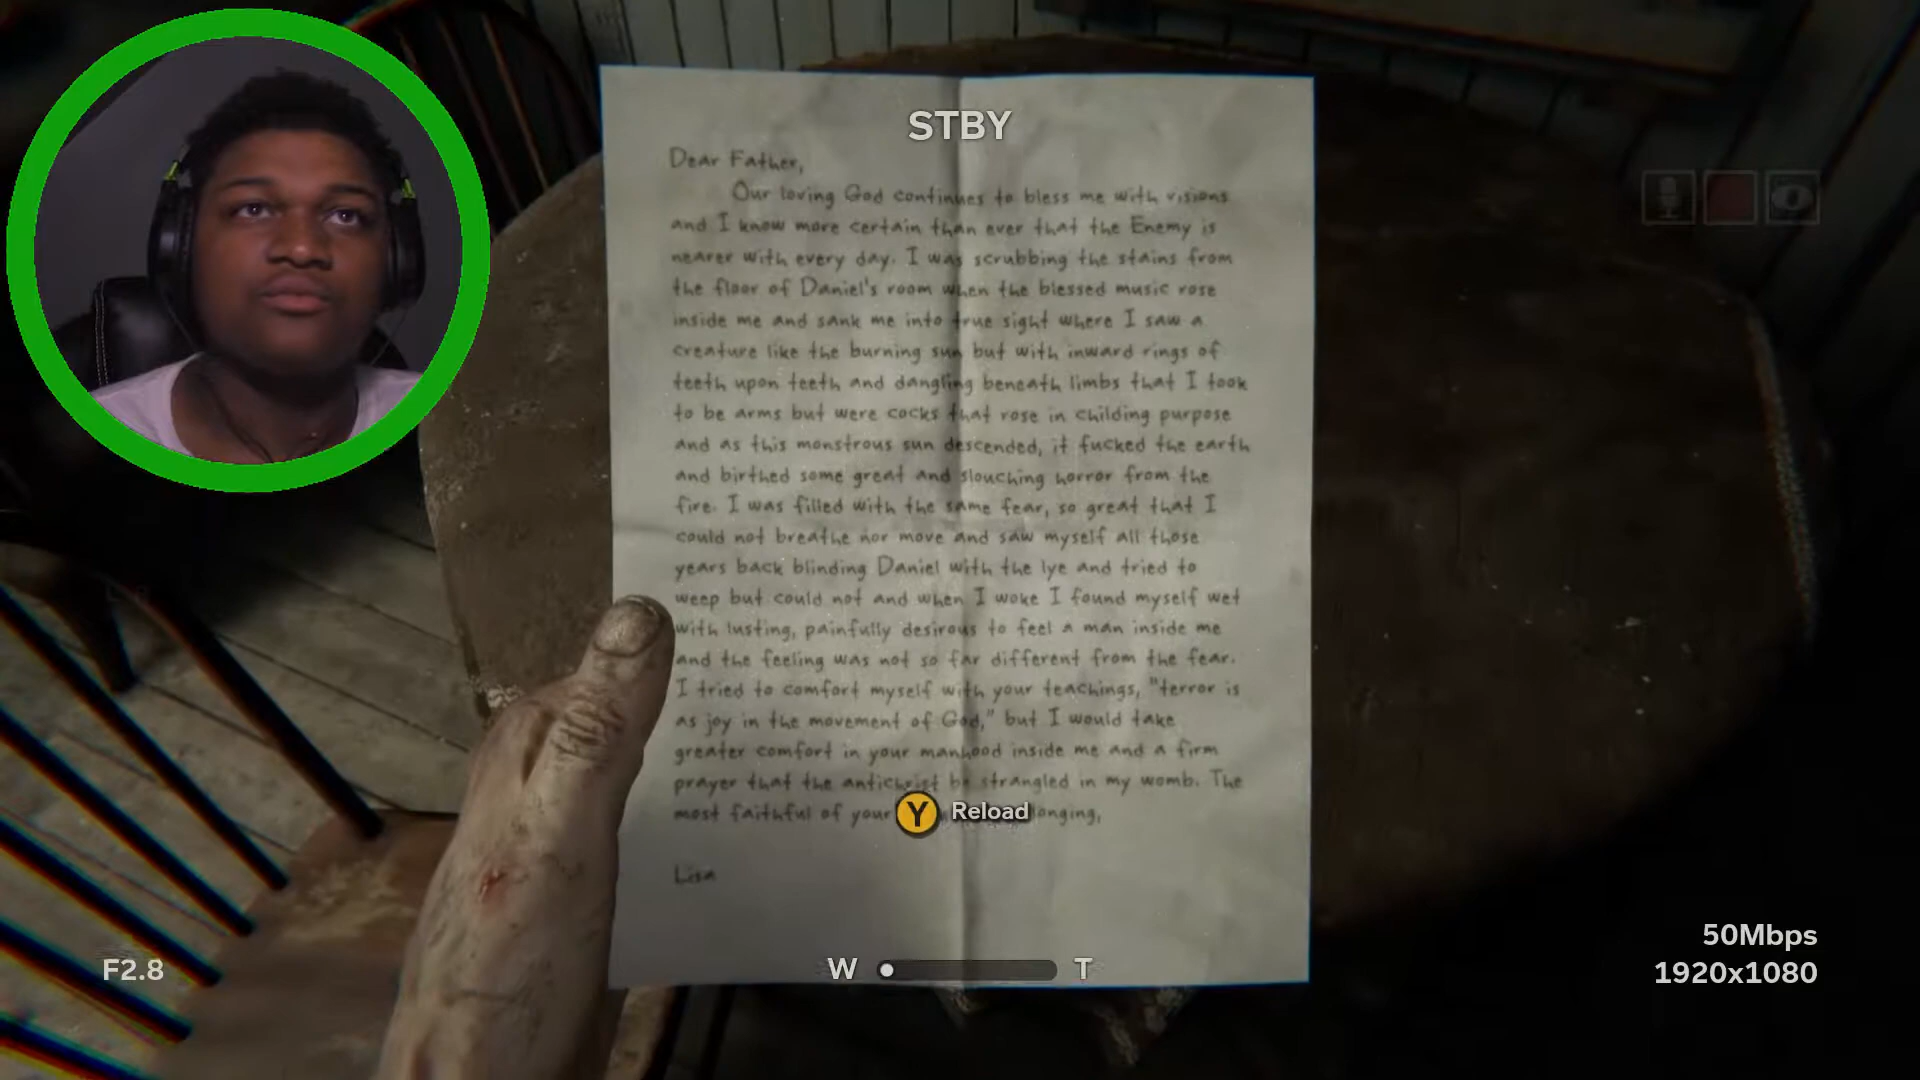 STBY
Dear Father,
Our loving God continues to bless me with visions
and I know more certain than ever that the Enemy is
nearer with every day. I was scrubbing the stains from
the floor of Daniel's room when the blessed music rose
inside me and sank me into true sight where I saw a
creature like the burning sun but with inward rings of
teeth upon teeth and dangling beneath limbs that I took
to be arms but were cocks that rose in childing purpose
and as this monstrous sun descended, it fucked the earth
and birthed some great and slouching horror from the
fire. I was filled with the same fear, so great that I
could not breathe nor move and saw myself all those
years back blinding Daniel with the lye and tried to
weep but could not and when I woke I found myself wet
with lusting, painfully desirous to feel a man inside me
and the feeling was not so far different from the fear.
I tried to comfort myself with your teachings, "terror is
as joy in the movement of God," but I would take
greater comfort in your manhood inside me and a firm
prayer that the antichrist be strangled in my womb. The
most faithful of your longing,
Y Reload
Lisa
F2.8
W T
50Mbps
1920x1080